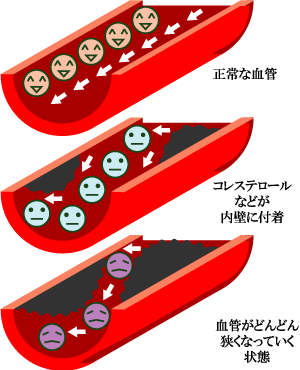 正常な血管
コレステロール
などが
内壁に付着
血管がどんどん
狭くなっていく
状態